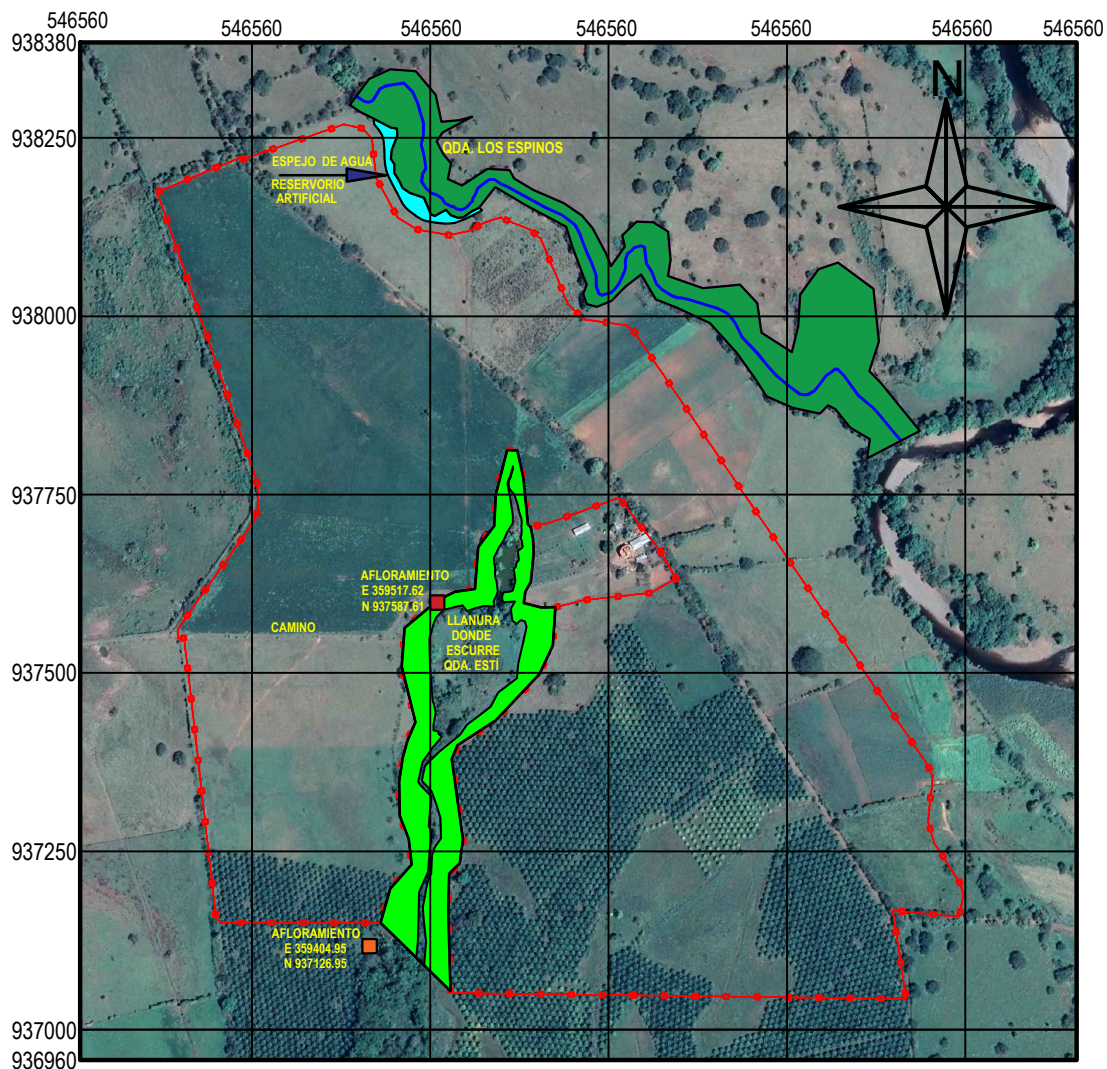 546560
546560 546560 546560 546560 546560 546560
938380
N
938250
QDA. LOS ESPINOS
ESPEJO DE AGUA
RESERVORIO
ARTIFICIAL
938000
937750
AFLORAMIENTO
E 359517.62
N 937587.61
LLANURA
DONDE
ESCURRE
QDA. ESTÍ
CAMINO
937500
937250
AFLORAMIENTO
E 359404.95
N 937126.95
937000
936960